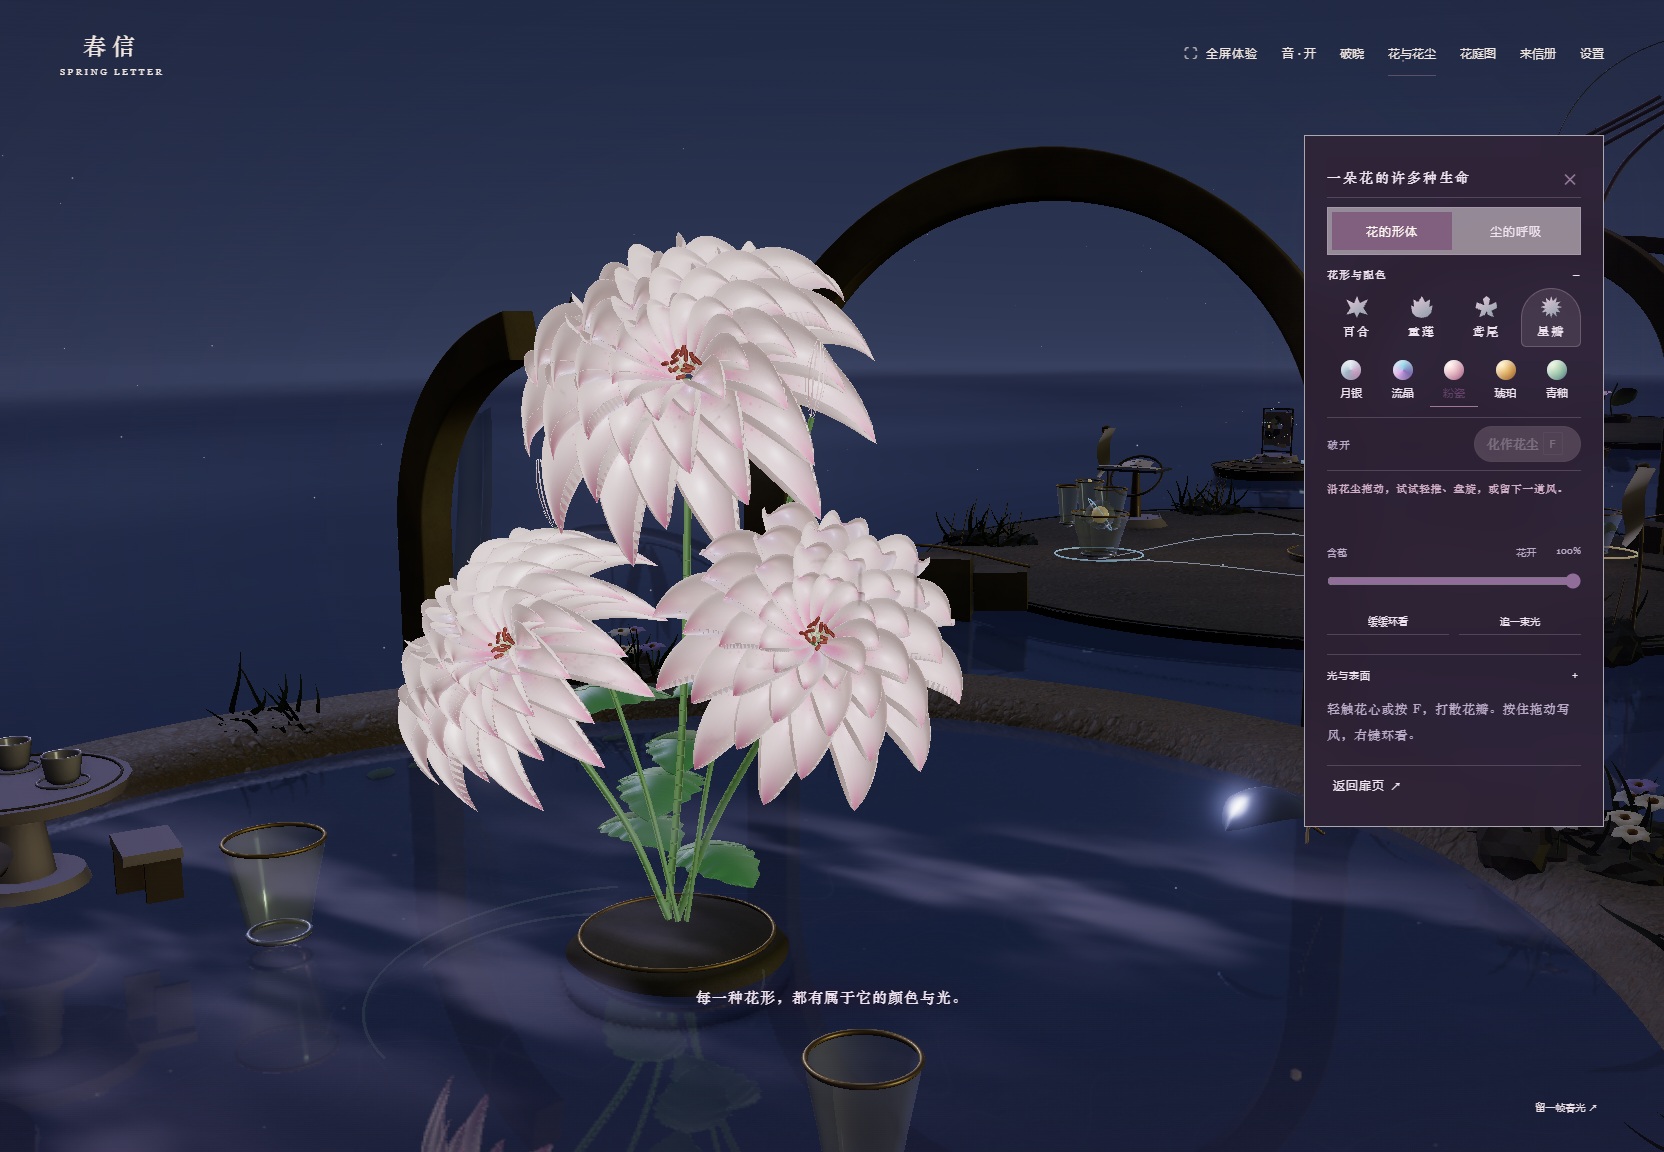 春信
SPRING LETTER
全屏体验 音·开 破晓 花与花尘 花庭图 来信册 设置
一朵花的许多种生命
花的形体 尘的呼吸
花形与配色
百合 重莲 鸢尾 星瓣
月银 流晶 粉瓷 琥珀 青釉
破开 化作花尘 F
沿花尘拖动，试试轻推、盘旋，或留下一道风。
含苞 花开 100%
缓缓环看 追一束光
光与表面 +
轻触花心或按 F，打散花瓣。按住拖动写
风，右键环看。
返回扉页 ↗
每一种花形，都有属于它的颜色与光。
留一帧春光 ↗